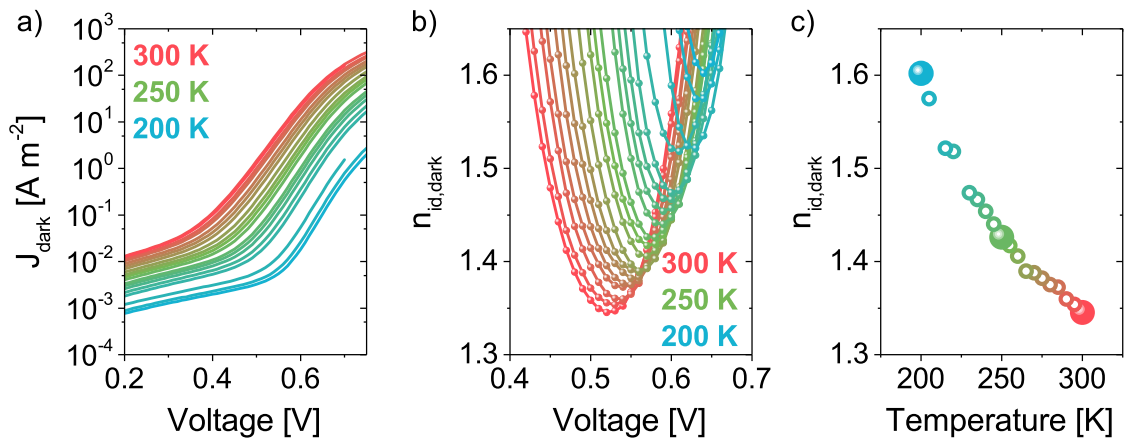 a)
10^3
10^2
10^1
10^0
10^-1
10^-2
10^-3
10^-4
J_dark [A m^-2]
300 K
250 K
200 K
0.2
0.4
0.6
Voltage [V]
b)
1.6
1.5
1.4
1.3
n_id,dark
300 K
250 K
200 K
0.4
0.5
0.6
0.7
Voltage [V]
c)
1.6
1.5
1.4
1.3
n_id,dark
200
250
300
Temperature [K]